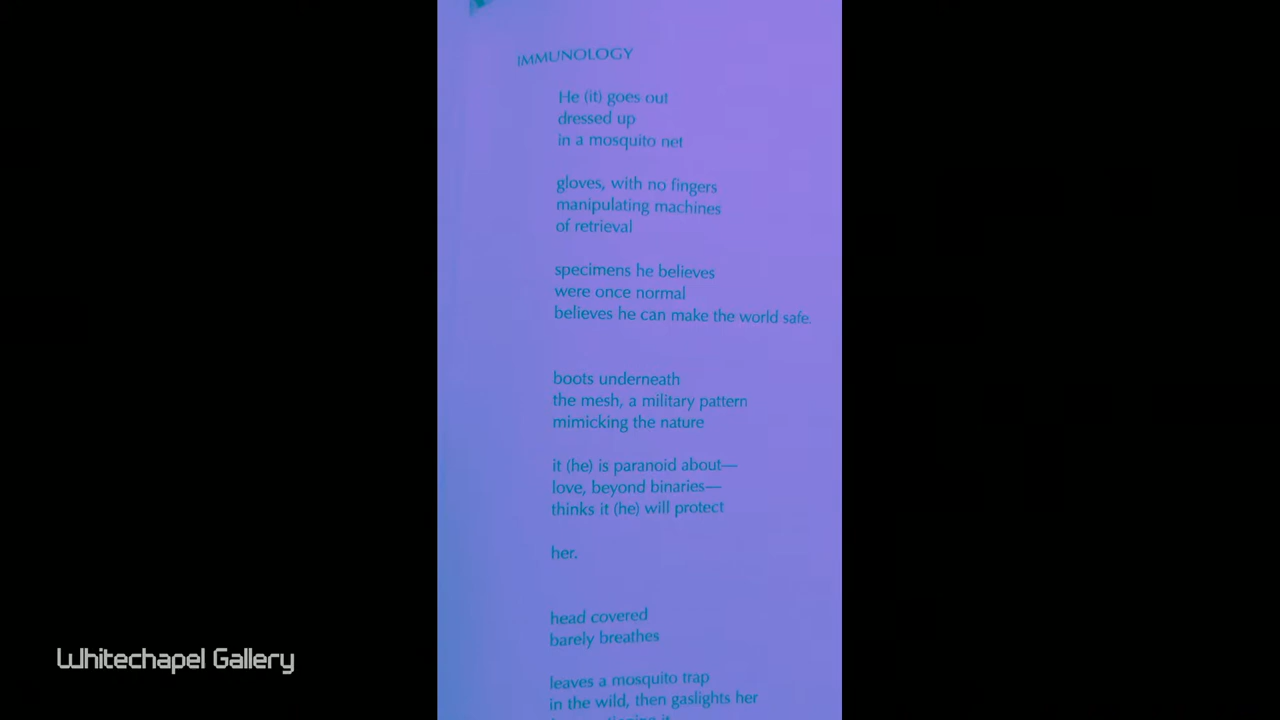 IMMUNOLOGY
He (it) goes out
dressed up
in a mosquito net
gloves, with no fingers
manipulating machines
of retrieval
specimens he believes
were once normal
believes he can make the world safe.
boots underneath
the mesh, a military pattern
mimicking the nature
it (he) is paranoid about—
love, beyond binaries—
thinks it (he) will protect
her.
head covered
barely breathes
leaves a mosquito trap
in the wild, then gaslights her
Whitechapel Gallery